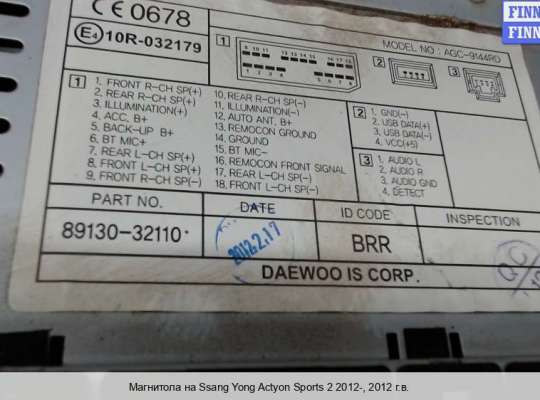 CE 0678
FINN
FINN
E4 10R-032179
1
MODEL NO : AGC-9144RD
2
3
1
1. FRONT R-CH SP(+)
2. REAR R-CH SP(+)
3. ILLUMINATION(+)
4. ACC, B+
5. BACK-UP B+
6. BT MIC+
7. REAR L-CH SP(+)
8. FRONT L-CH SP(+)
9. FRONT R-CH SP(-)
10. REAR R-CH SP(-)
11. ILLUMINATION(-)
12. AUTO ANT, B+
13. REMOCON GROUND
14. GROUND
15. BT MIC-
16. REMOCON FRONT SIGNAL
17. REAR L-CH SP(-)
18. FRONT L-CH SP(-)
2
1. GND(-)
2. USB DATA(+)
3. USB DATA(-)
4. VCC(+5)
3
1. AUDIO L
2. AUDIO R
3. AUDIO GND
4. DETECT
PART NO. DATE ID CODE INSPECTION
89130-32110 2012.2.17 BRR QC
DAEWOO IS CORP.
Магнитола на Ssang Yong Actyon Sports 2 2012-, 2012 г.в.